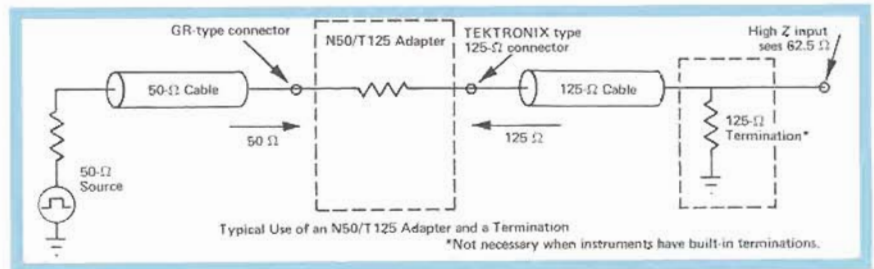 GR-type connector
N50/T125 Adapter
TEKTRONIX type
125-Ω connector
High Z input
sees 62.5 Ω
50-Ω Cable
125-Ω Cable
50 Ω
125 Ω
125-Ω
Termination*
50-Ω
Source
Typical Use of an N50/T125 Adapter and a Termination
*Not necessary when instruments have built-in terminations.